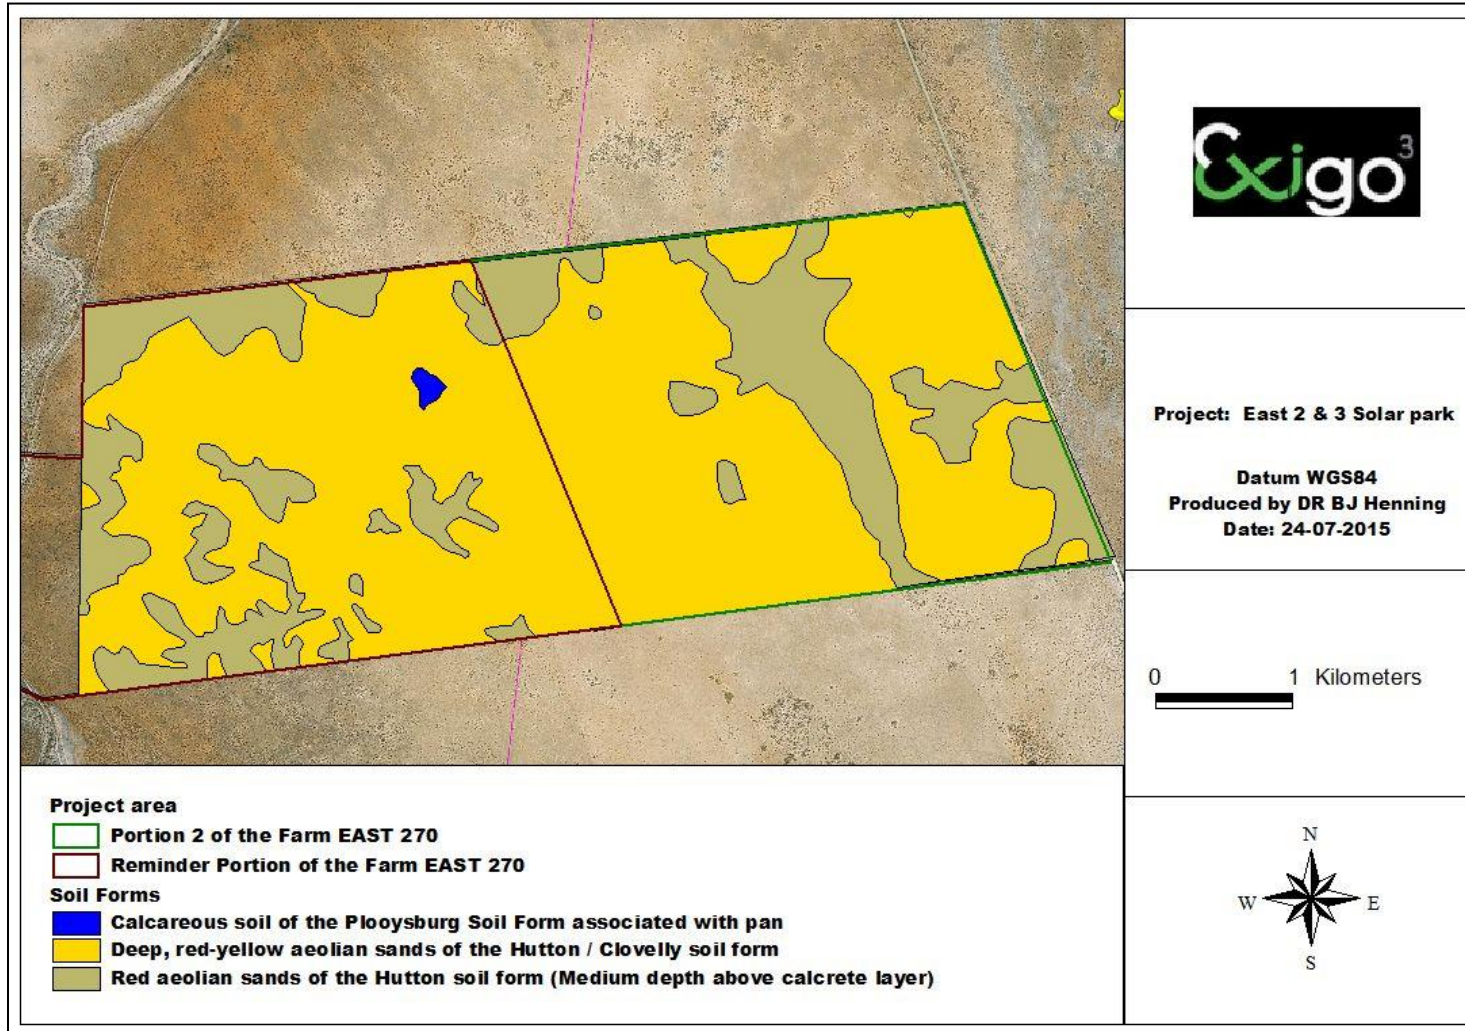 Exigo3
Project: East 2 & 3 Solar park
Datum WGS84
Produced by DR BJ Henning
Date: 24-07-2015
0 1 Kilometers
N
W E
S
Project area
Portion 2 of the Farm EAST 270
Reminder Portion of the Farm EAST 270
Soil Forms
Calcareous soil of the Plooysburg Soil Form associated with pan
Deep, red-yellow aeolian sands of the Hutton / Clovelly soil form
Red aeolian sands of the Hutton soil form (Medium depth above calcrete layer)